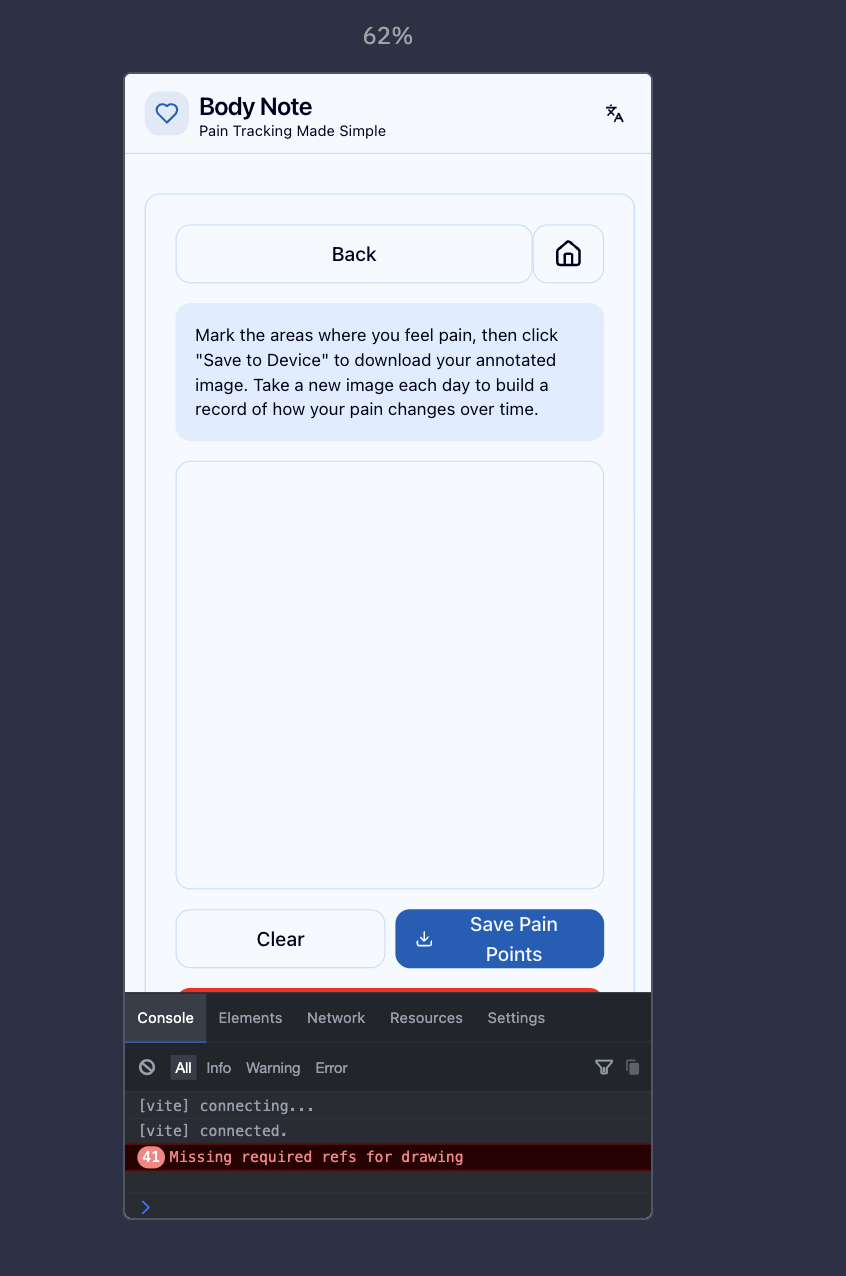 62%
Body Note
Pain Tracking Made Simple
Back
Mark the areas where you feel pain, then click
"Save to Device" to download your annotated
image. Take a new image each day to build a
record of how your pain changes over time.
Clear
Save Pain
Points
Console Elements Network Resources Settings
All Info Warning Error
[vite] connecting...
[vite] connected.
41 Missing required refs for drawing